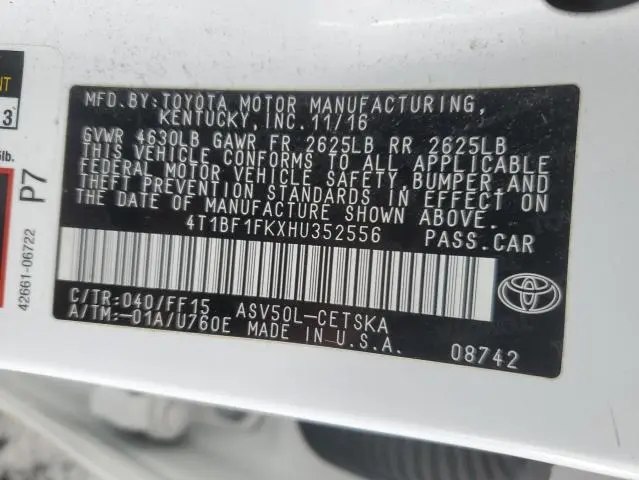 MFD.BY:TOYOTA MOTOR MANUFACTURING,
KENTUCKY, INC.11/16
GVWR 4630LB GAWR FR 2625LB RR 2625LB
THIS VEHICLE CONFORMS TO ALL APPLICABLE
FEDERAL MOTOR VEHICLE SAFETY, BUMPER, AND
THEFT PREVENTION STANDARDS IN EFFECT ON
THE DATE OF MANUFACTURE SHOWN ABOVE.
4T1BF1FKXHU352556 PASS.CAR
C/TR:040/FF15 ASV50L-CETSKA
A/TM:-01A/U760E MADE IN U.S.A.
08742
P7
42661-06722
NT
3
lb.